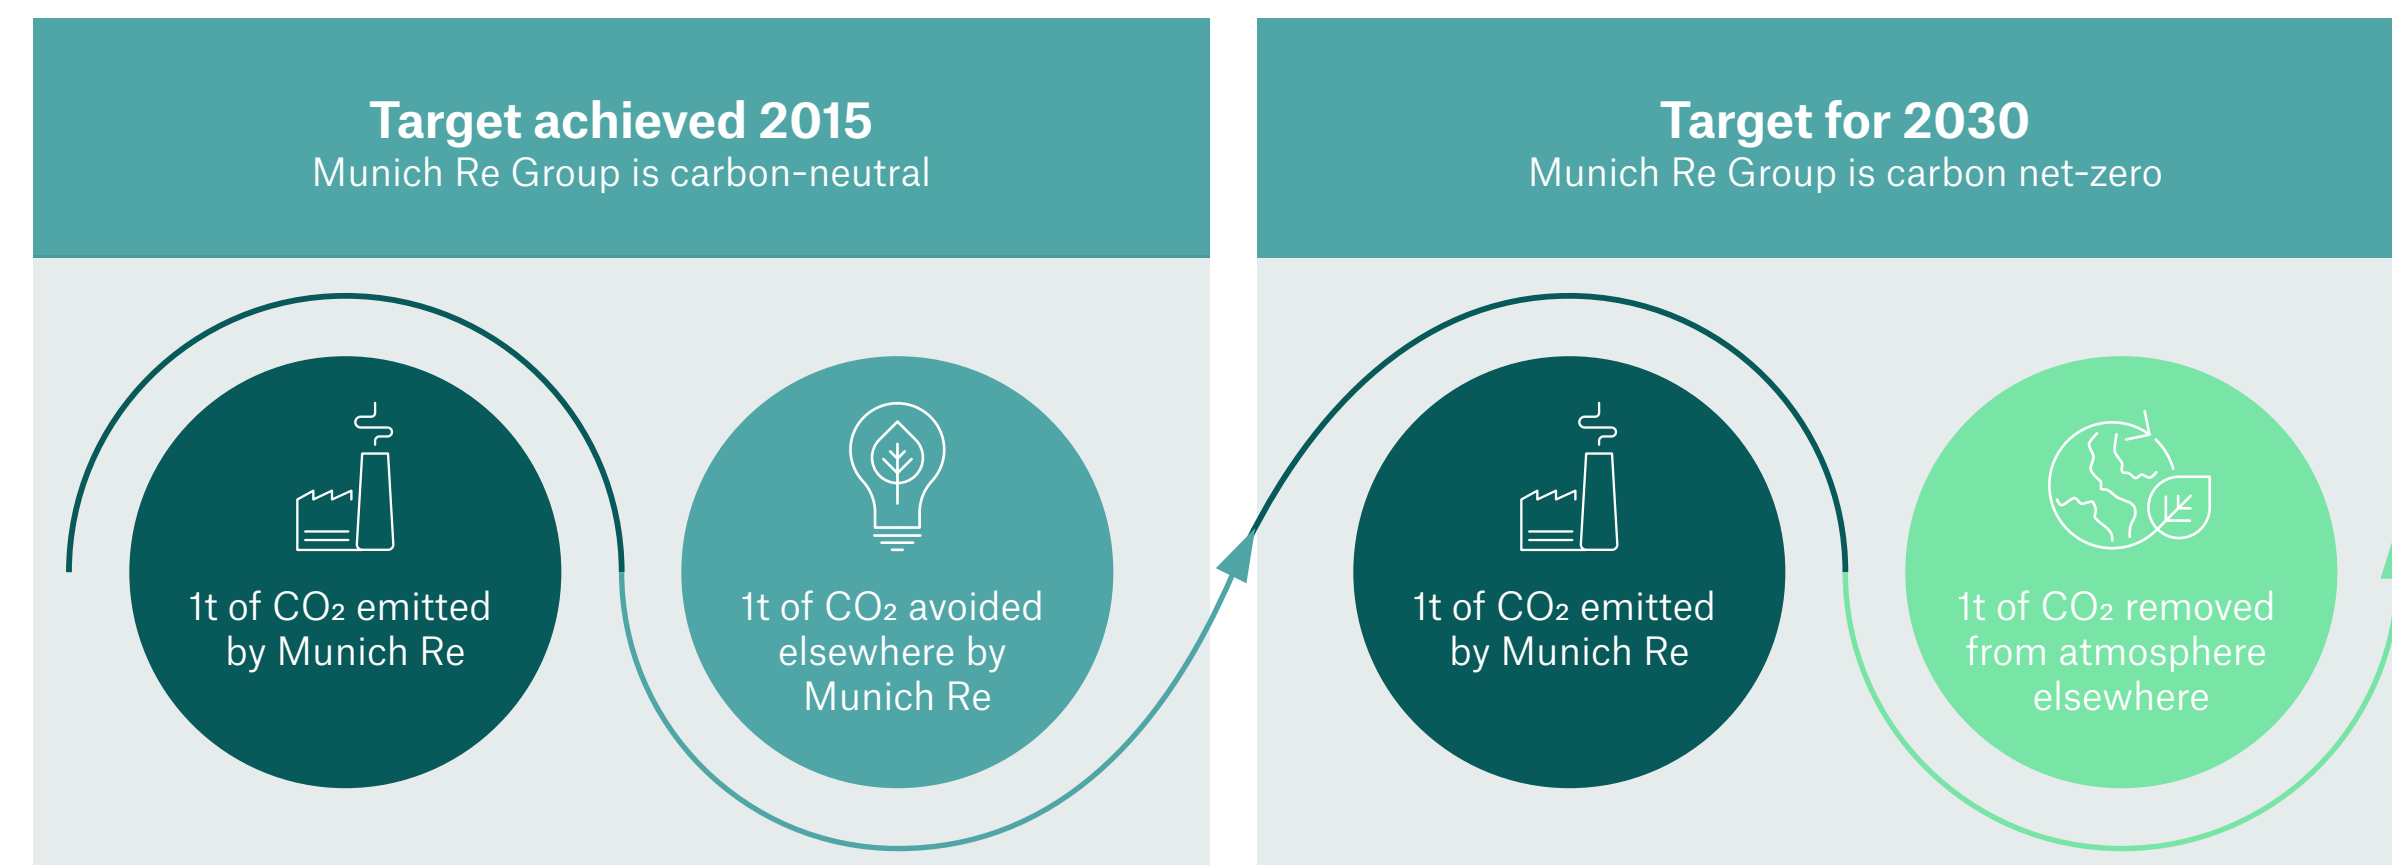 Target achieved 2015
Munich Re Group is carbon-neutral
1t of CO₂ emitted
by Munich Re
1t of CO₂ avoided
elsewhere by
Munich Re
Target for 2030
Munich Re Group is carbon net-zero
1t of CO₂ emitted
by Munich Re
1t of CO₂ removed
from atmosphere
elsewhere